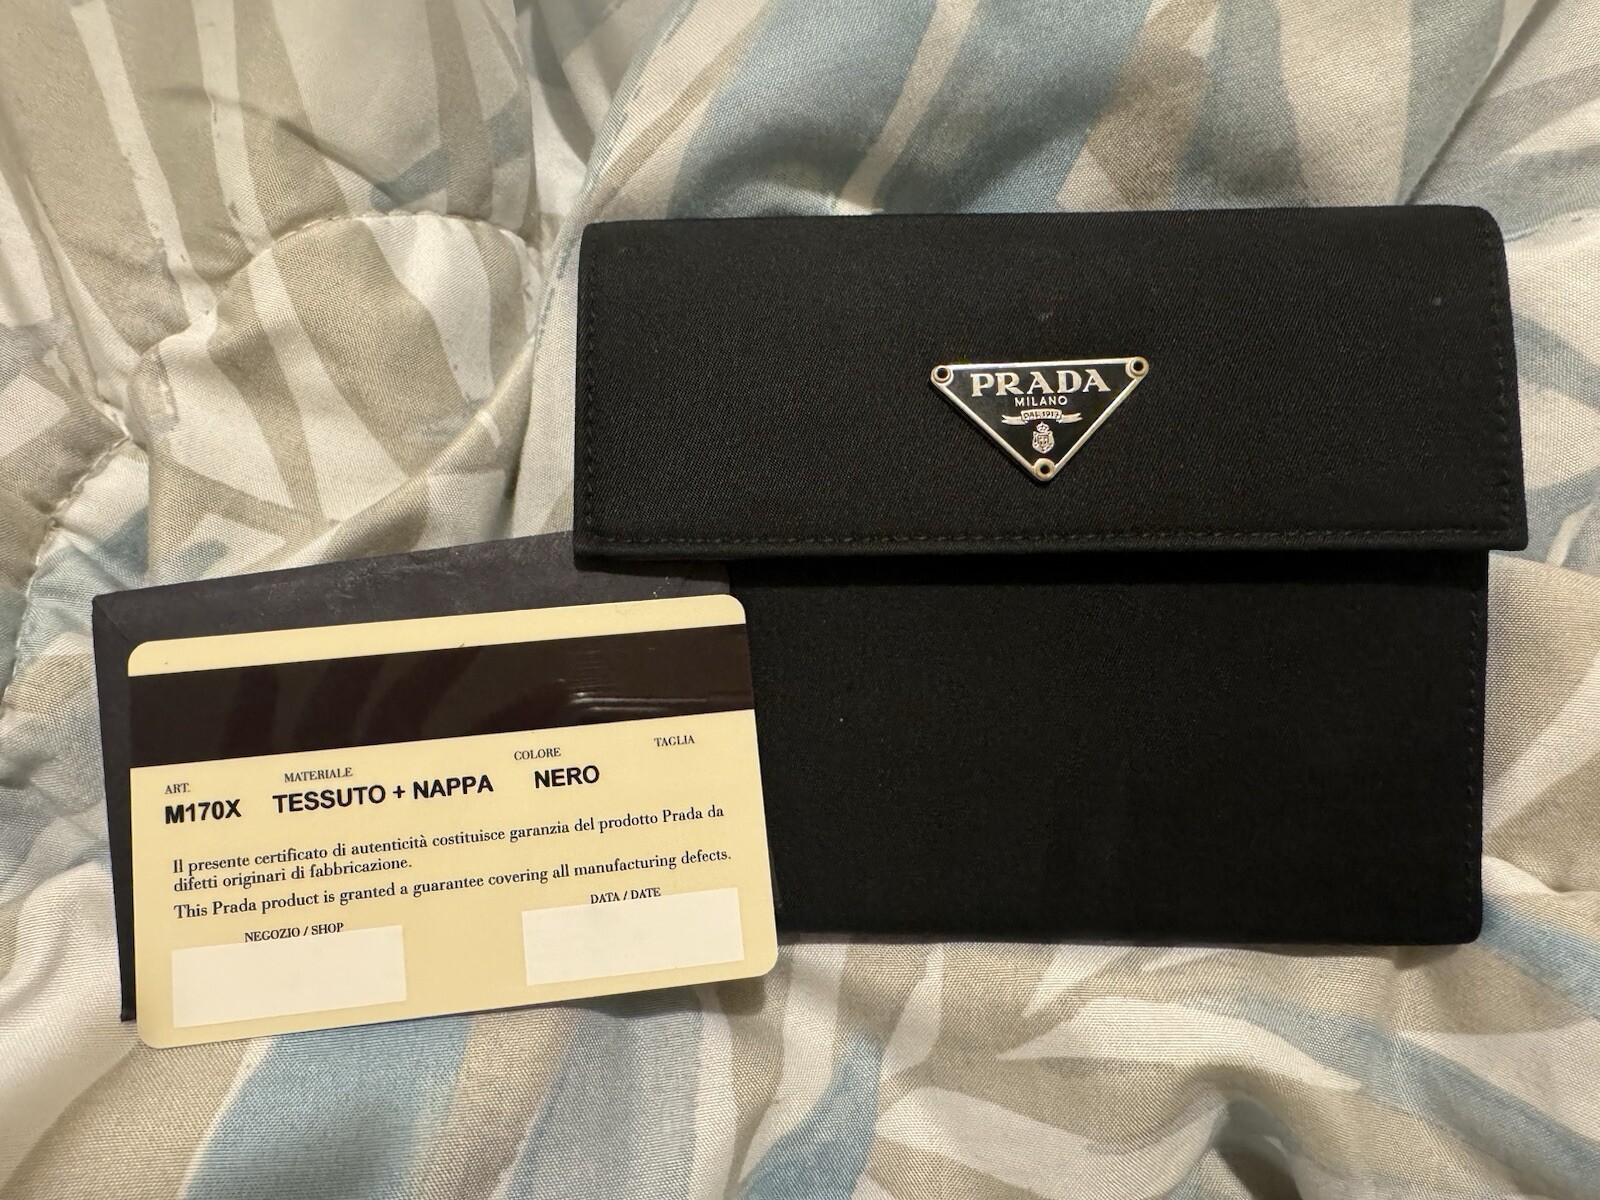 PRADA
MILANO
DAL 1917
ART.
MATERIALE
COLORE
TAGLIA
M170X
TESSUTO + NAPPA
NERO
Il presente certificato di autenticità costituisce garanzia del prodotto Prada da
difetti originari di fabbricazione.
This Prada product is granted a guarantee covering all manufacturing defects.
NEGOZIO / SHOP
DATA / DATE